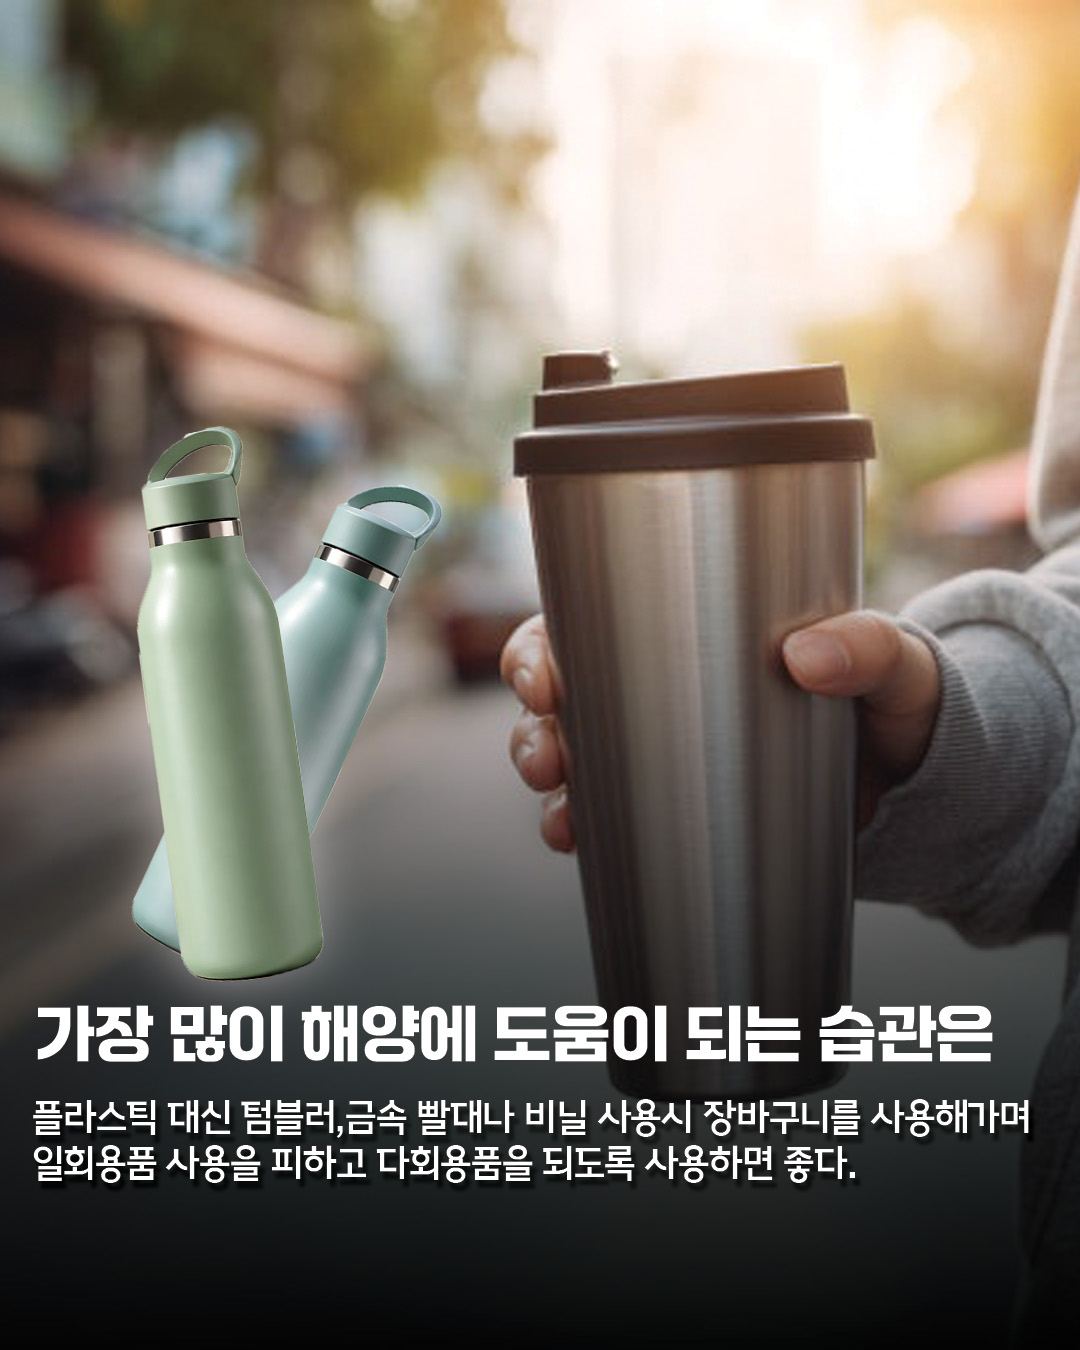 가장 많이 해양에 도움이 되는 습관은
플라스틱 대신 텀블러,금속 빨대나 비닐 사용시 장바구니를 사용해가며
일회용품 사용을 피하고 다회용품을 되도록 사용하면 좋다.